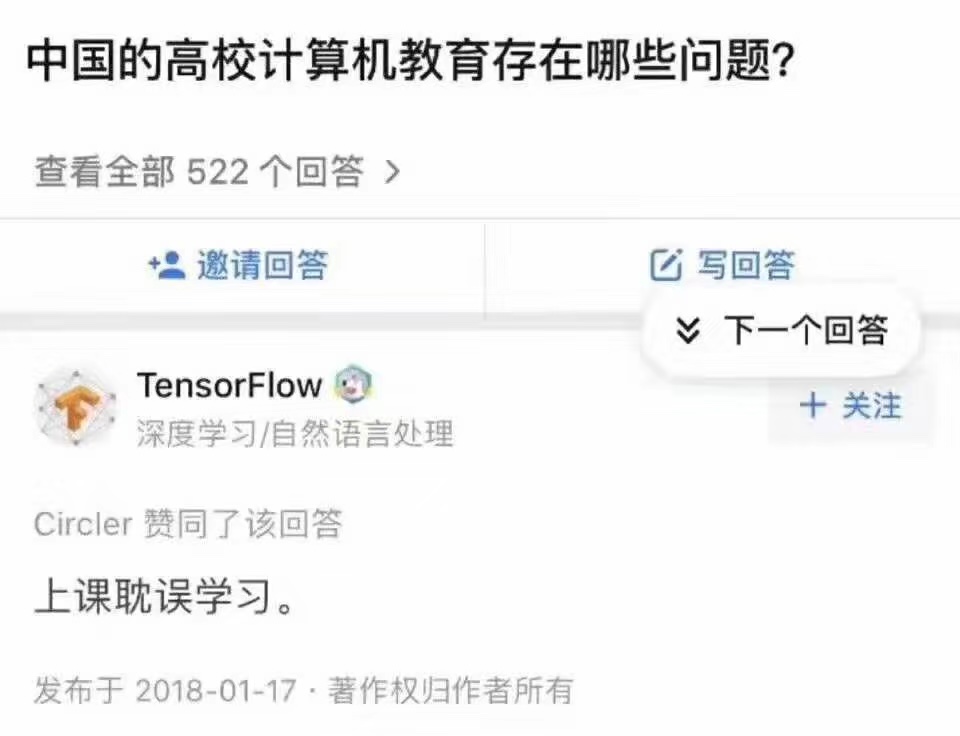 中国的高校计算机教育存在哪些问题?
查看全部 522 个回答 >
邀请回答
写回答
下一个回答
TensorFlow
+ 关注
深度学习/自然语言处理
Circler 赞同了该回答
上课耽误学习。
发布于 2018-01-17 · 著作权归作者所有